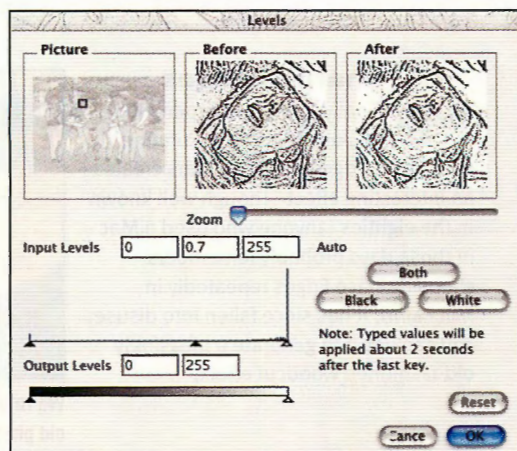 Levels
Picture Before After
Zoom
Input Levels 0 0.7 255 Auto
Both
Black White
Note: Typed values will be
applied about 2 seconds
after the last key.
Output Levels 0 255
Reset
Cance OK